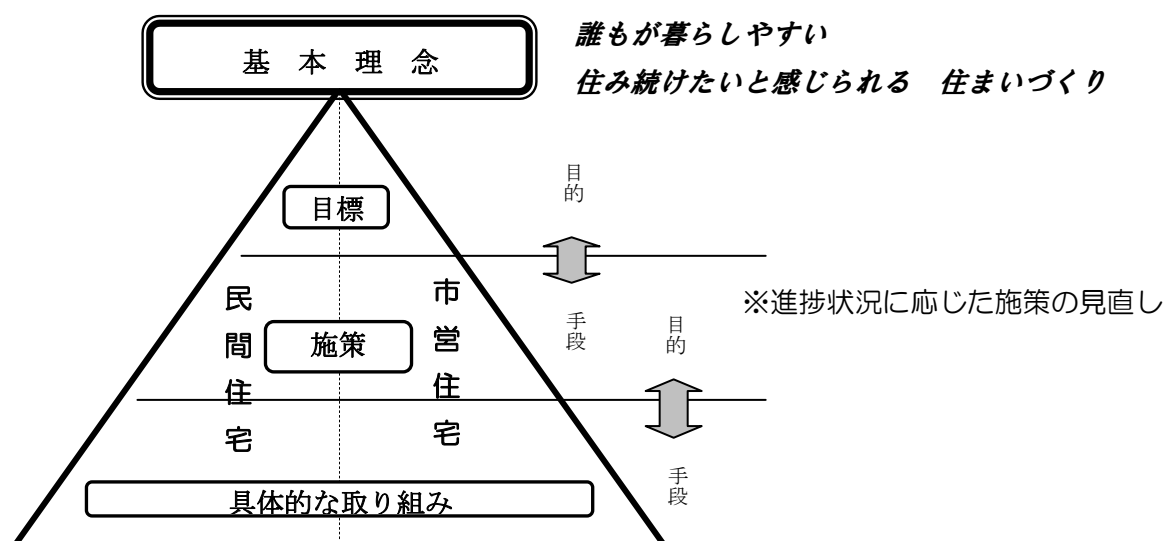 基本理念
誰もが暮らしやすい
住み続けたいと感じられる　住まいづくり
目標
目的
民間住宅
市営住宅
施策
手段
※進捗状況に応じた施策の見直し
目的
手段
具体的な取り組み